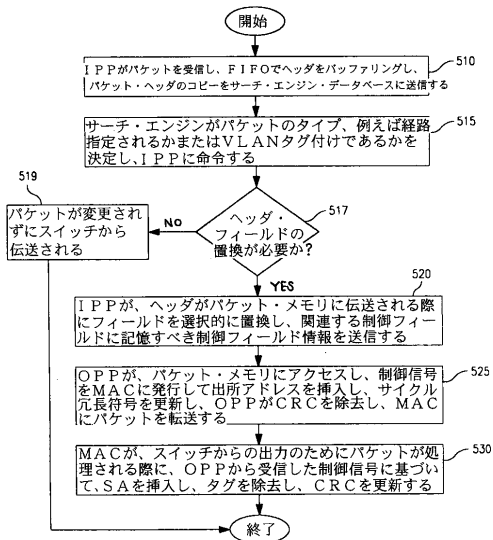 開始
IPPがパケットを受信し、FIFOでヘッダをバッファリングし、
パケット・ヘッダのコピーをサーチ・エンジン・データベースに送信する
510
サーチ・エンジンがパケットのタイプ、例えば経路
指定されるかまたはVLANタグ付けであるかを
決定し、IPPに命令する
515
519
パケットが変更され
ずにスイッチから
伝送される
NO
ヘッダ・
フィールドの
置換が必要か?
517
YES
520
IPPが、ヘッダがパケット・メモリに伝送される際
にフィールドを選択的に置換し、関連する制御フィー
ルドに記憶すべき制御フィールド情報を送信する
OPPが、パケット・メモリにアクセスし、制御信号
をMACに発行して出所アドレスを挿入し、サイクル
冗長符号を更新し、OPPがCRCを除去し、MAC
にパケットを転送する
525
MACが、スイッチからの出力のためにパケットが処
理される際に、OPPから受信した制御信号に基づい
て、SAを挿入し、タグを除去し、CRCを更新する
530
終了